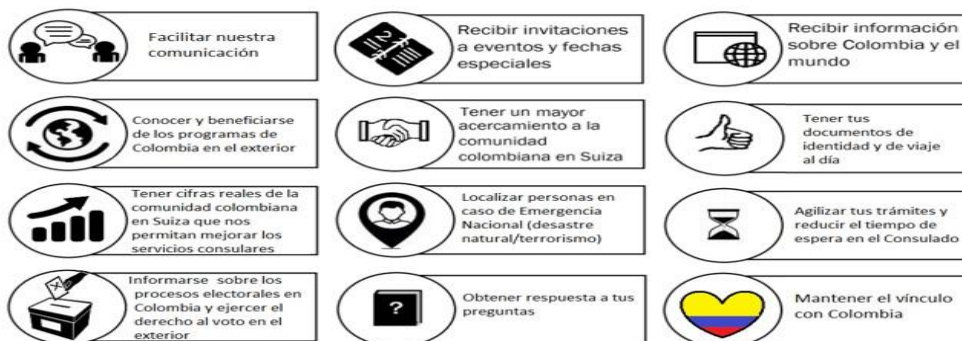 Facilitar nuestra
comunicación
Recibir invitaciones
a eventos y fechas
especiales
Recibir información
sobre Colombia y el
mundo
Conocer y beneficiarse
de los programas de
Colombia en el exterior
Tener un mayor
acercamiento a la
comunidad
colombiana en Suiza
Tener tus
documentos de
identidad y de viaje
al día
Tener cifras reales de la
comunidad colombiana
en Suiza que nos
permitan mejorar los
servicios consulares
Localizar personas en
caso de Emergencia
Nacional (desastre
natural/terrorismo)
Agilizar tus trámites y
reducir el tiempo de
espera en el Consulado
Informarse sobre los
procesos electorales en
Colombia y ejercer el
derecho al voto en el
exterior
?
Obtener respuesta a tus
preguntas
Mantener el vínculo
con Colombia